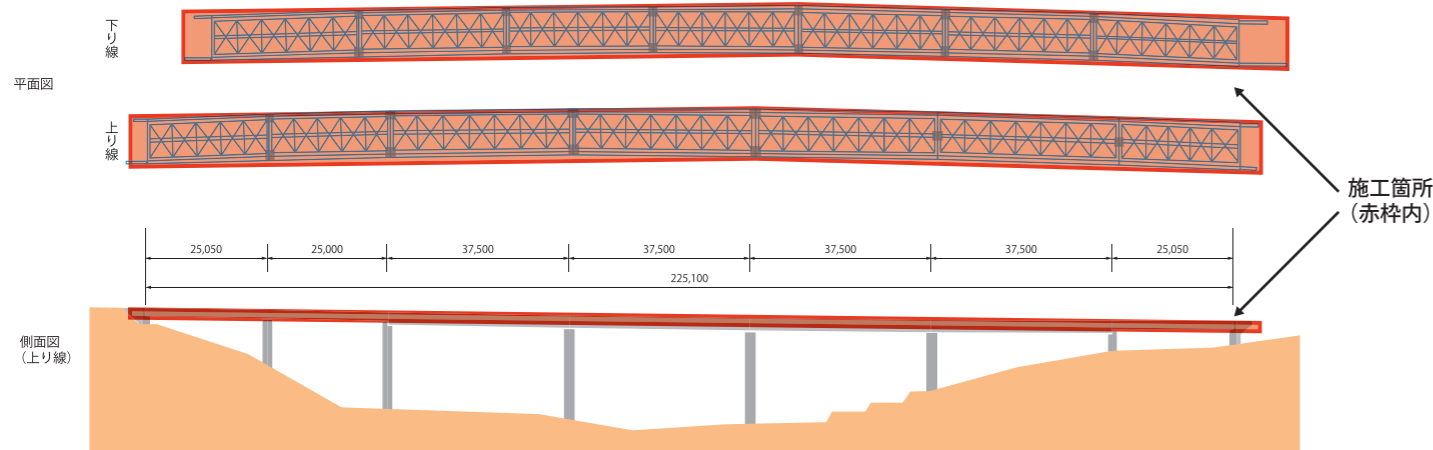 下り線
平面図
上り線
施工箇所
（赤枠内）
25,050
25,000
37,500
37,500
37,500
37,500
25,050
225,100
側面図
（上り線）